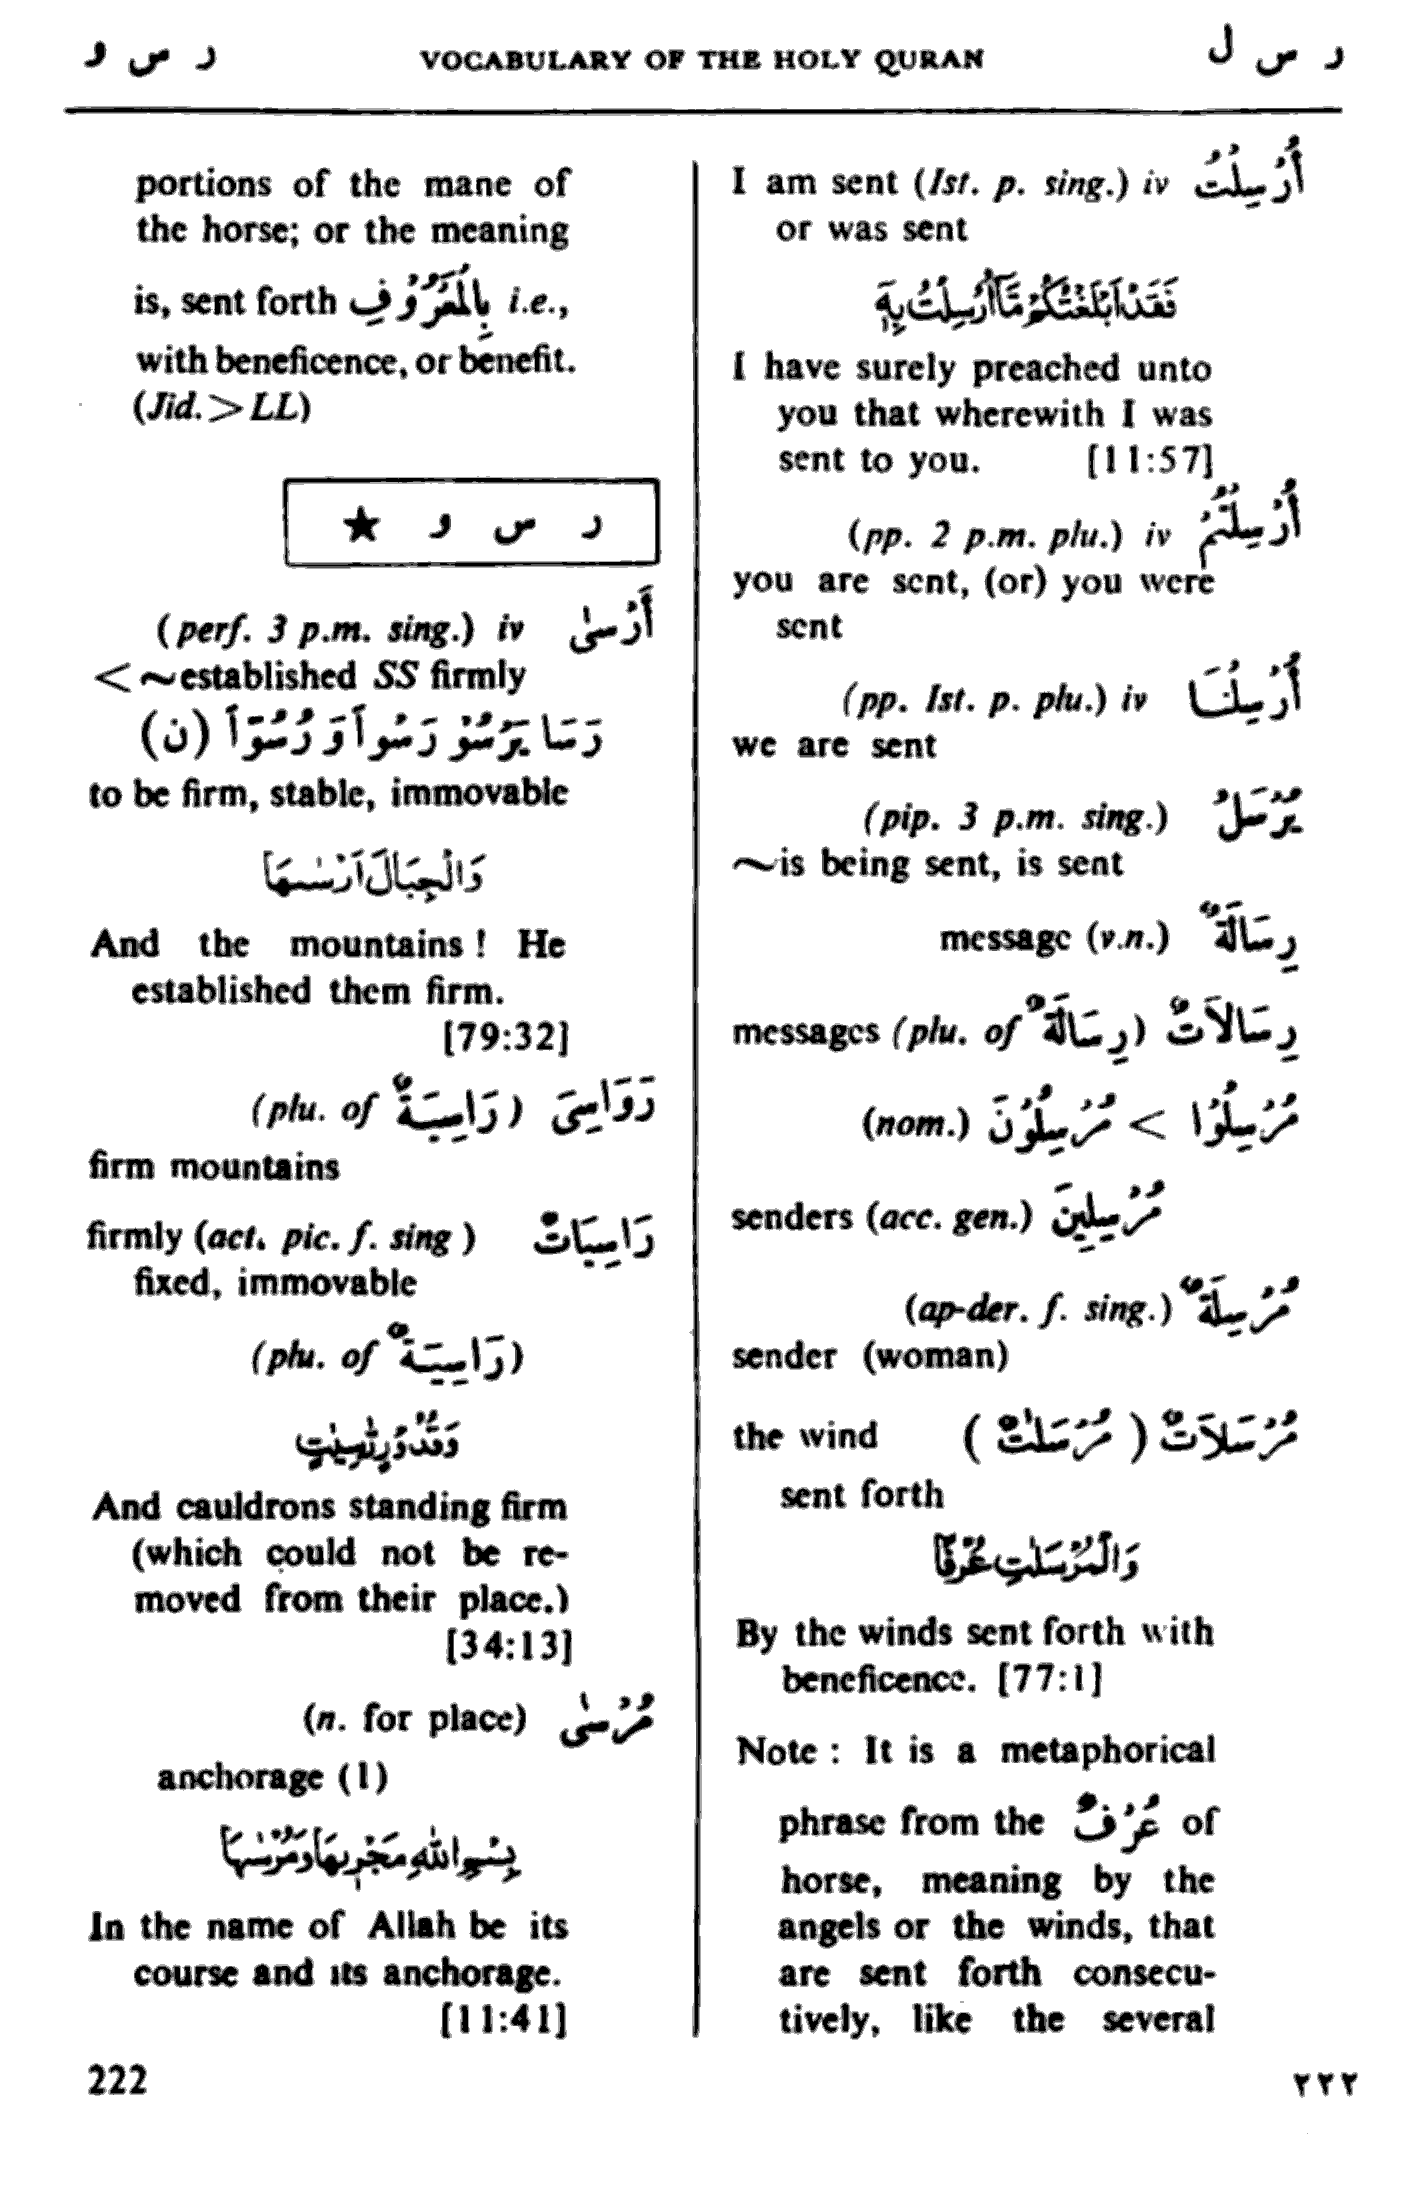 ر س ل VOCABULARY OF THE HOLY QURAN ر س و
I am sent (Ist. p. sing.) iv أُرْسِلْتُ
or was sent
فَقَدْ أَبْلَغْتُكُمْ مَّآ أُرْسِلْتُ بِهٖٓ
I have surely preached unto
you that wherewith I was
sent to you. [11:57]
(pp. 2 p.m. plu.) iv أُرْسِلْتُمْ
you are sent, (or) you were
sent
(pp. Ist. p. plu.) iv أُرْسِلْنَا
we are sent
(pip. 3 p.m. sing.) يُرْسَلُ
~is being sent, is sent
message (v.n.) رِسَالَةٌ
messages (plu. of رِسَالَةٌ) رِسَالَاتٌ
(nom.) مُرْسِلُوْا > مُرْسِلُوْنَ
senders (acc. gen.) مُرْسِلِيْنَ
(ap-der. f. sing.) مُرْسِلَةٌ
sender (woman)
the wind (مُرْسَلٰتٌ) مُرْسَلَاتٌ
sent forth
وَالْمُرْسَلٰتِ عُرْفًا
By the winds sent forth with
beneficence. [77:1]
Note : It is a metaphorical
phrase from the عُرْفٌ of
horse, meaning by the
angels or the winds, that
are sent forth consecu-
tively, like the several
portions of the mane of
the horse; or the meaning
is, sent forth بِالْمَعْرُوْفِ i.e.,
with beneficence, or benefit.
(Jid. > LL)
ر س و ★
(perf. 3 p.m. sing.) iv أَرْسٰى
< ~established SS firmly
رَسَا يَرْسُوْ رَسْواً وَ رُسُوّاً (ن)
to be firm, stable, immovable
وَالْجِبَالَ اَرْسٰىهَا
And the mountains ! He
established them firm.
[79:32]
(plu. of رَاسِيَةٌ) رَوَاسِىَ
firm mountains
firmly (act. pic. f. sing ) رَاسِيَاتٌ
fixed, immovable
(plu. of رَاسِيَةٌ)
وَقُدُوْرٍ رّٰسِيٰتٍ
And cauldrons standing firm
(which could not be re-
moved from their place.)
[34:13]
(n. for place) مُرْسٰى
anchorage (1)
بِسْمِ اللّٰهِ مَجْرٖىهَا وَمُرْسٰىهَا
In the name of Allah be its
course and its anchorage.
[11:41]
222 ٢٢٢